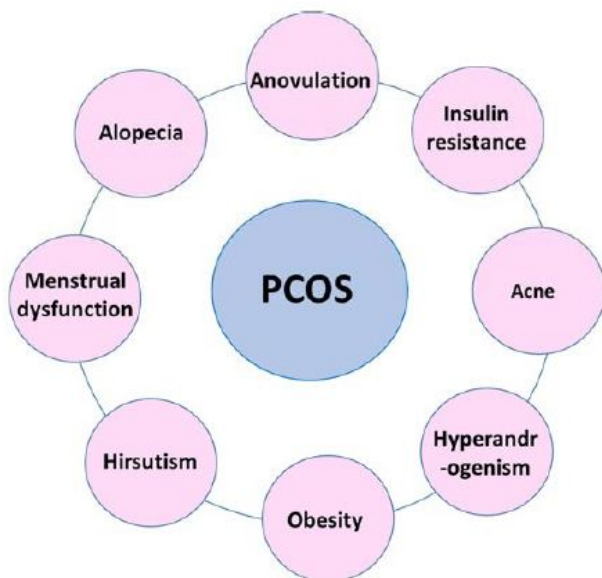 Anovulation
Insulin
resistance
Acne
Hyperandr
-ogenism
Obesity
Hirsutism
Menstrual
dysfunction
Alopecia
PCOS